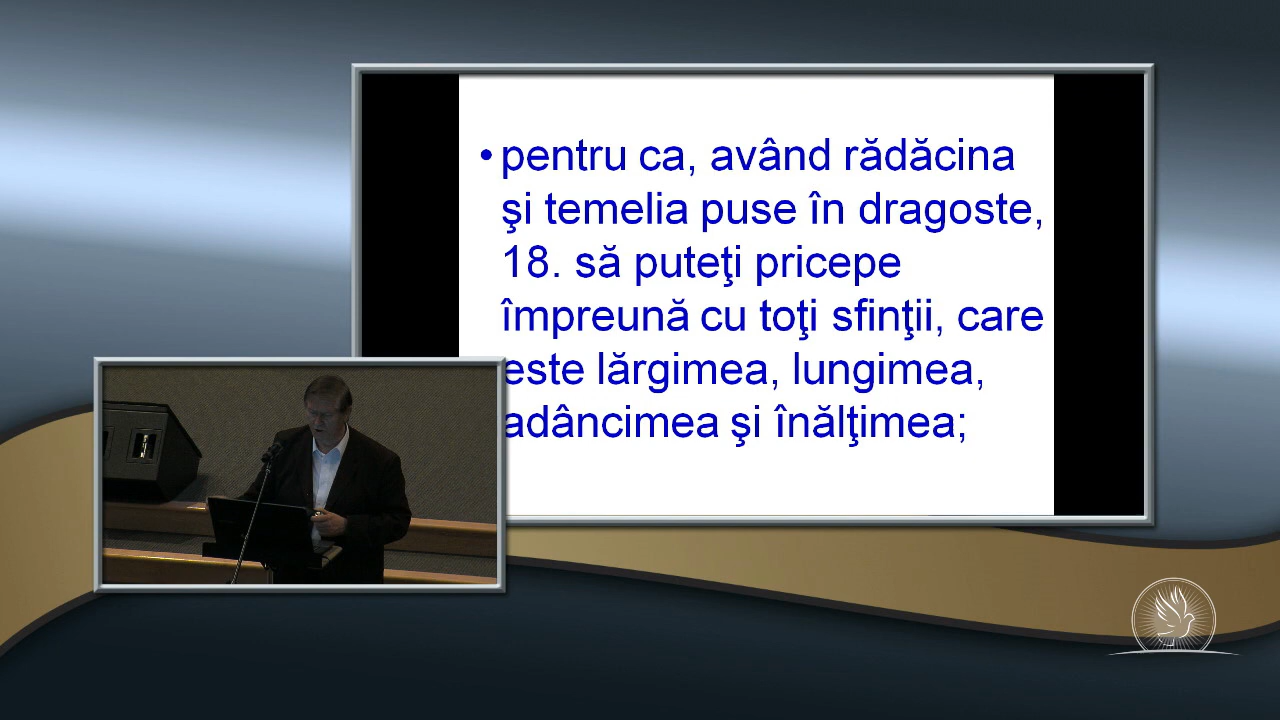 • pentru ca, având rădăcina
şi temelia puse în dragoste,
18. să puteţi pricepe
împreună cu toţi sfinţii, care
este lărgimea, lungimea,
adâncimea şi înălţimea;